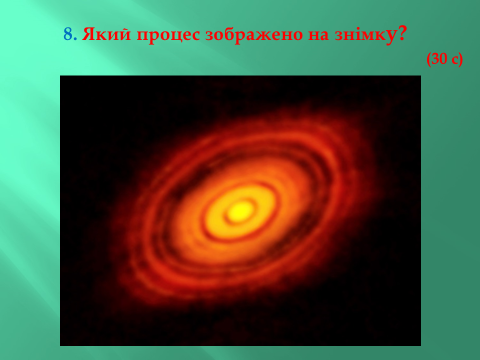 8. Який процес зображено на знімку?
(30 с)